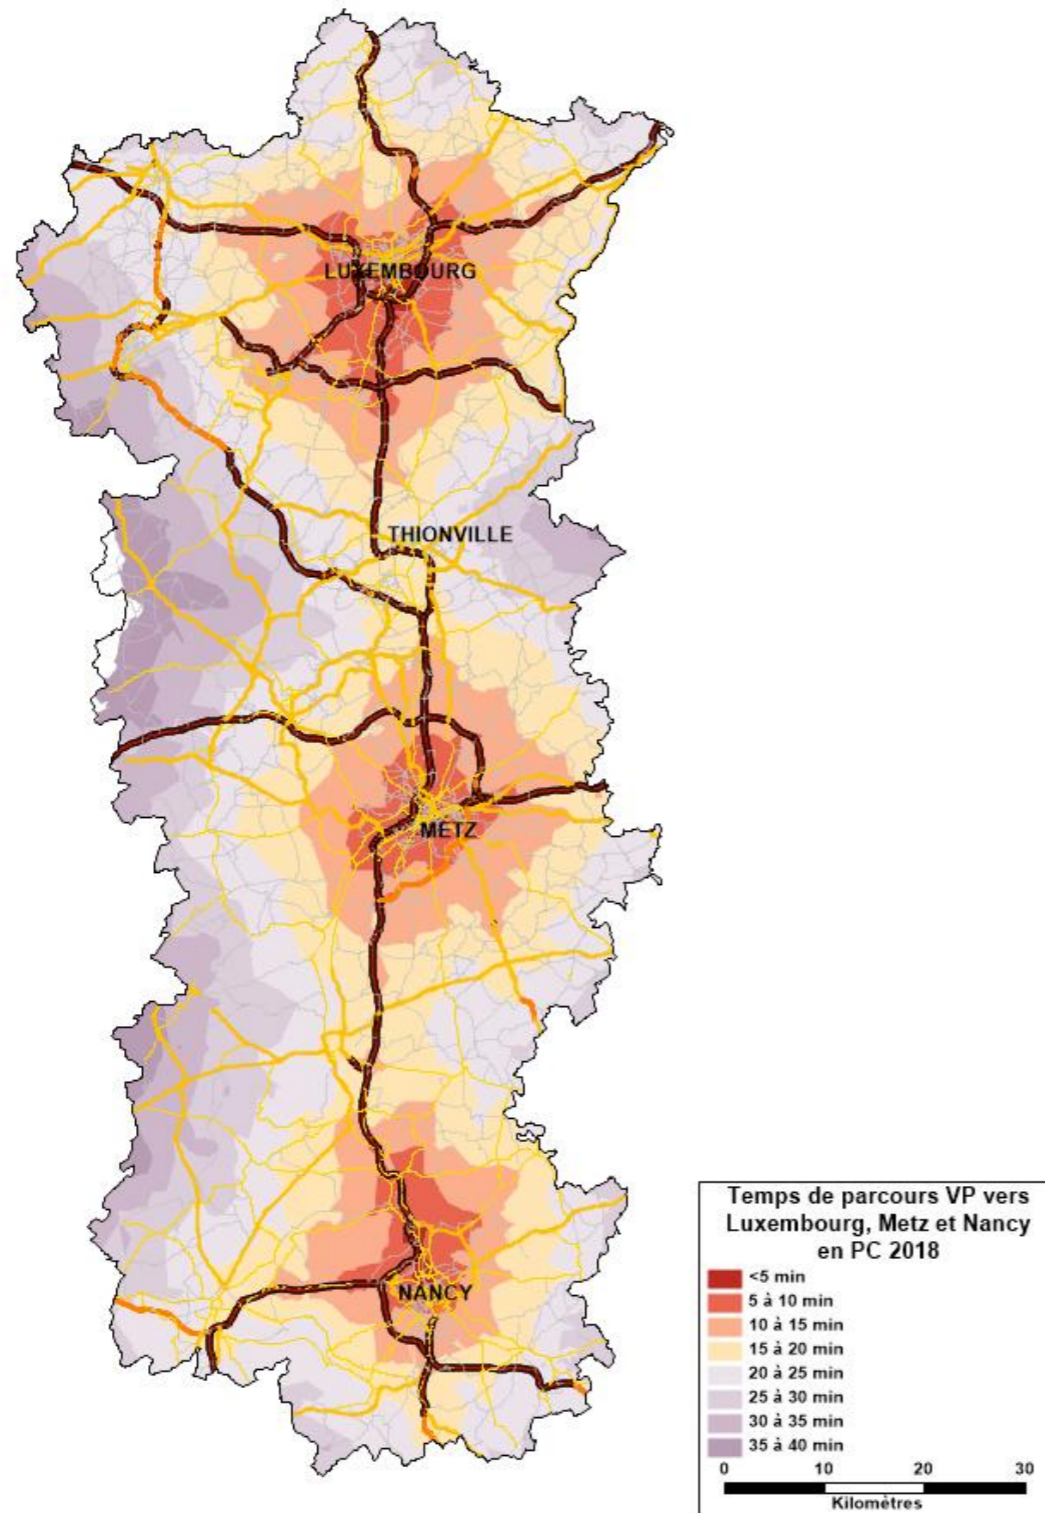 LUXEMBOURG
THIONVILLE
METZ
NANCY
Temps de parcours VP vers
Luxembourg, Metz et Nancy
en PC 2018
<5 min
5 à 10 min
10 à 15 min
15 à 20 min
20 à 25 min
25 à 30 min
30 à 35 min
35 à 40 min
0 10 20 30
Kilomètres